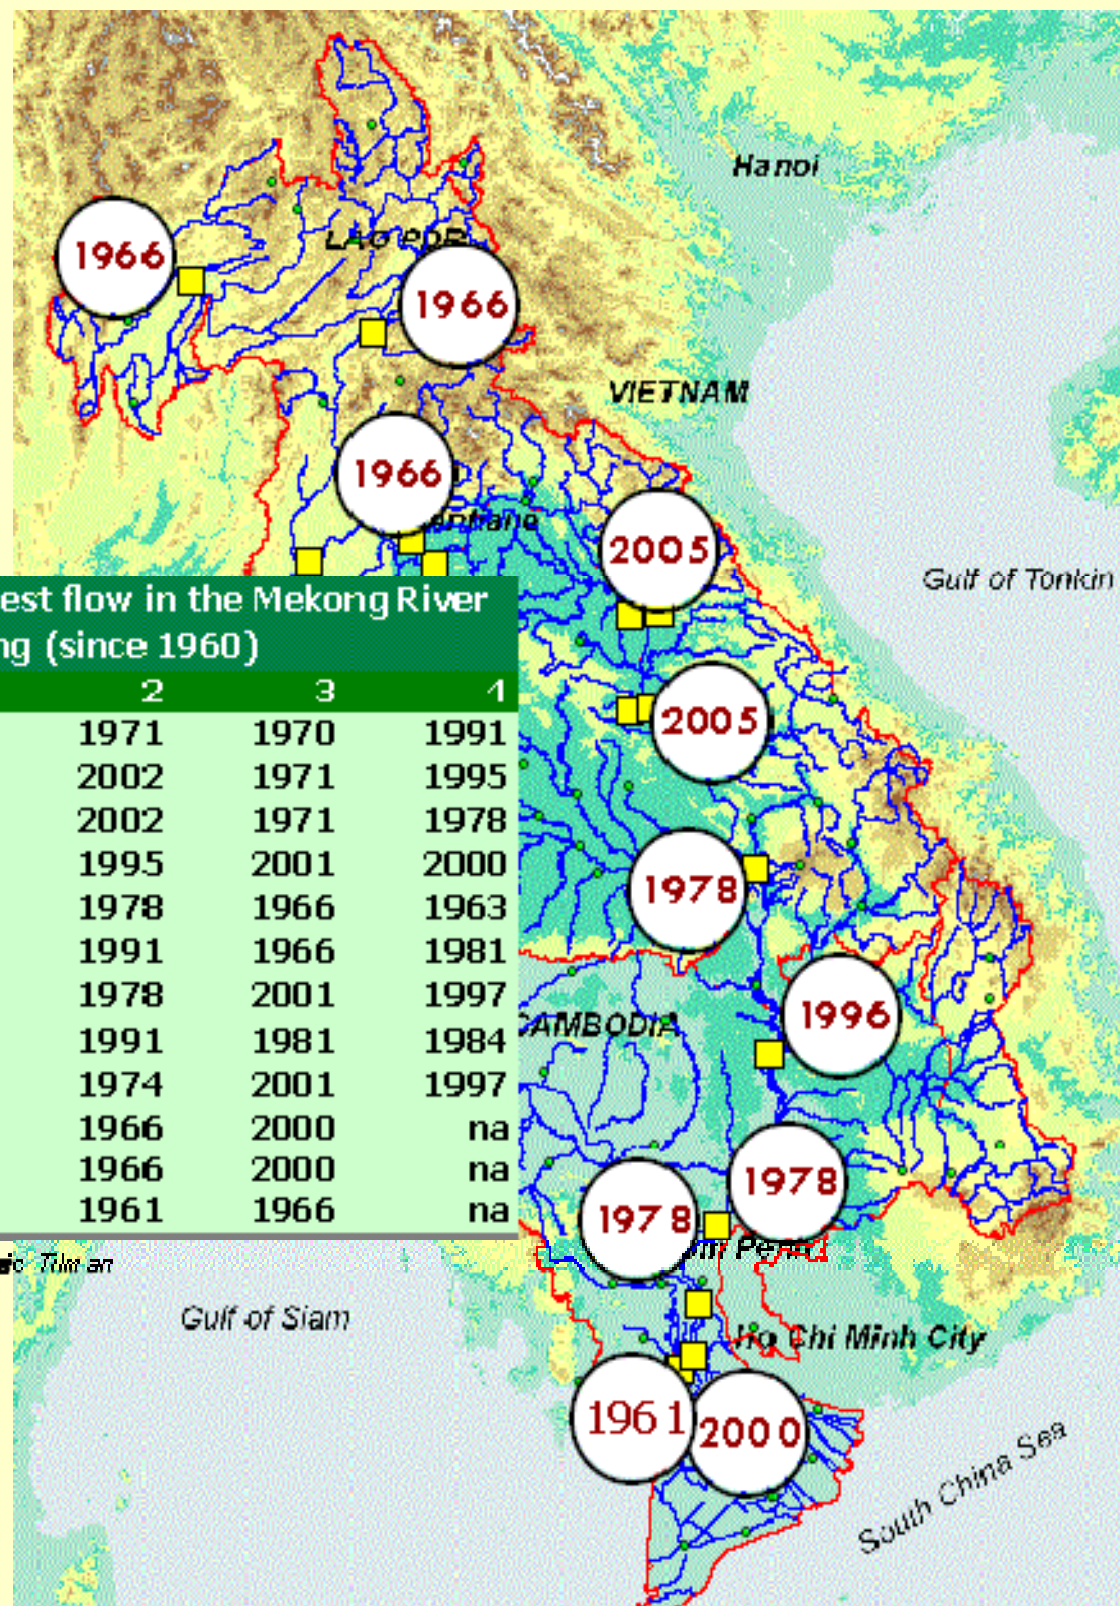 Hanoi
1966
LAO PDR
1966
VIETNAM
1966
2005
Gulf of Tonkin
est flow in the Mekong River
ng (since 1960)
2 3 4
1971 1970 1991
2002 1971 1995
2002 1971 1978
1995 2001 2000
1978 1966 1963
1991 1966 1981
1978 2001 1997
1991 1981 1984
1974 2001 1997
1966 2000 na
1966 2000 na
1961 1966 na
2005
1978
1996
CAMBODIA
1978
1978
Gulf of Siam
Ho Chi Minh City
1961
2000
South China Sea